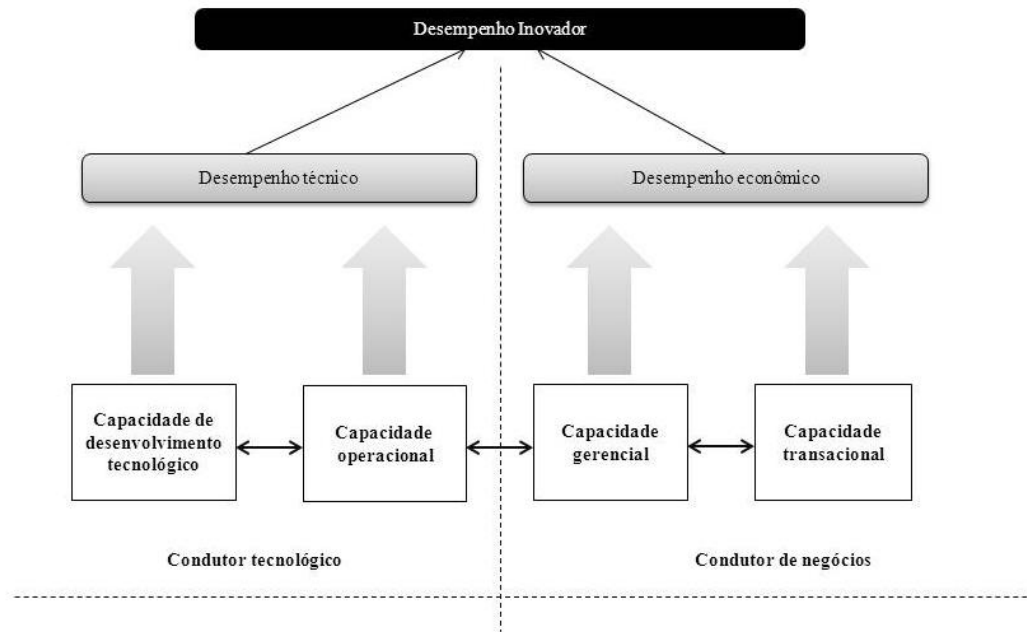 Desempenho Inovador
Desempenho técnico
Desempenho econômico
Capacidade de
desenvolvimento
tecnológico
Capacidade
operacional
Capacidade
gerencial
Capacidade
transacional
Condutor tecnológico
Condutor de negócios